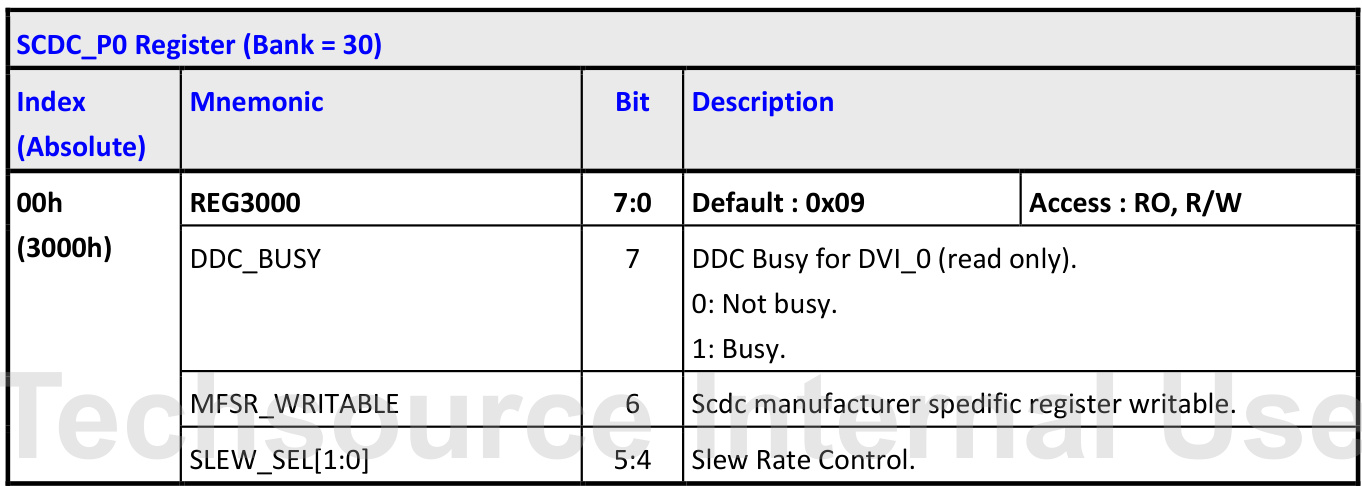 SCDC_P0 Register (Bank = 30)
Index (Absolute) Mnemonic Bit Description
00h (3000h) REG3000 7:0 Default : 0x09 Access : RO, R/W
DDC_BUSY 7 DDC Busy for DVI_0 (read only).
0: Not busy.
1: Busy.
MFSR_WRITABLE 6 Scdc manufacturer spedific register writable.
SLEW_SEL[1:0] 5:4 Slew Rate Control.
Techsource Internal Use